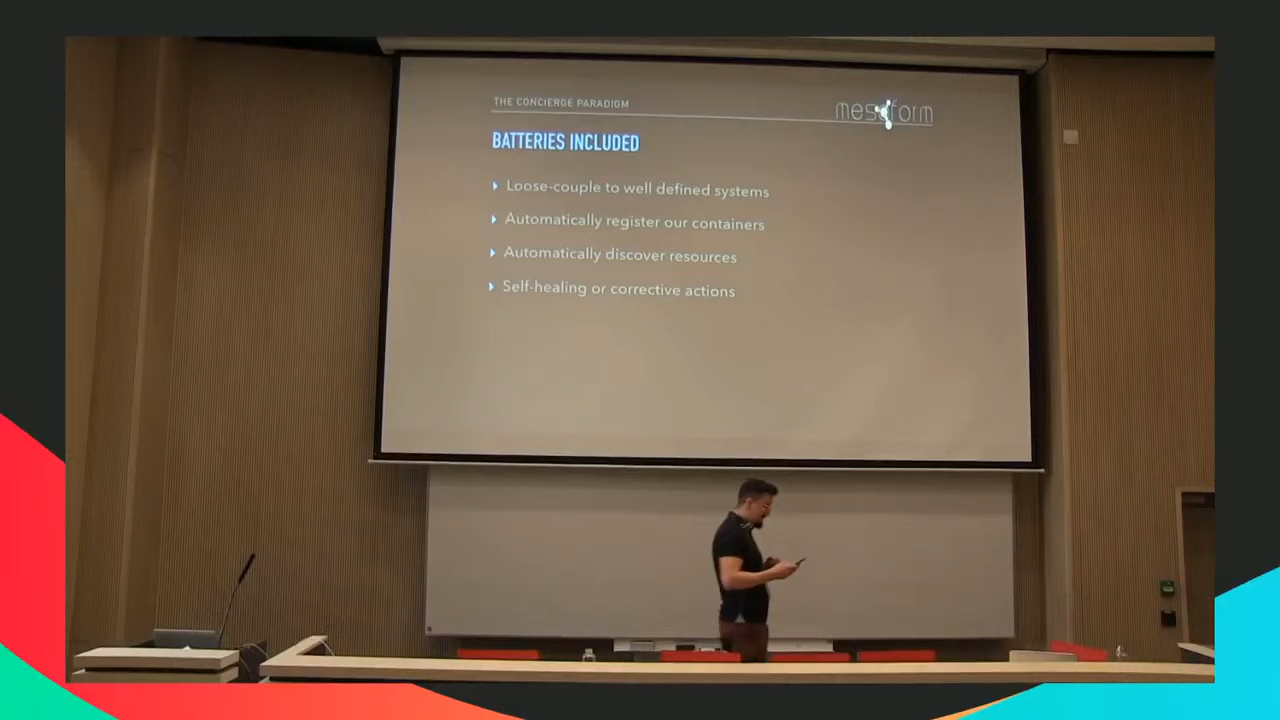 THE CONCIERGE PARADIGM
mesoform
BATTERIES INCLUDED
Loose-couple to well defined systems
Automatically register our containers
Automatically discover resources
Self-healing or corrective actions